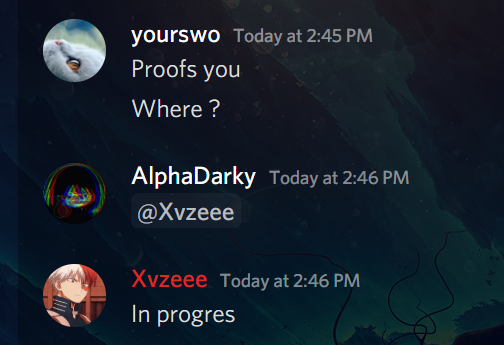 yourswo Today at 2:45 PM
Proofs you
Where ?
AlphaDarky Today at 2:46 PM
@Xvzeee
Xvzeee Today at 2:46 PM
In progres